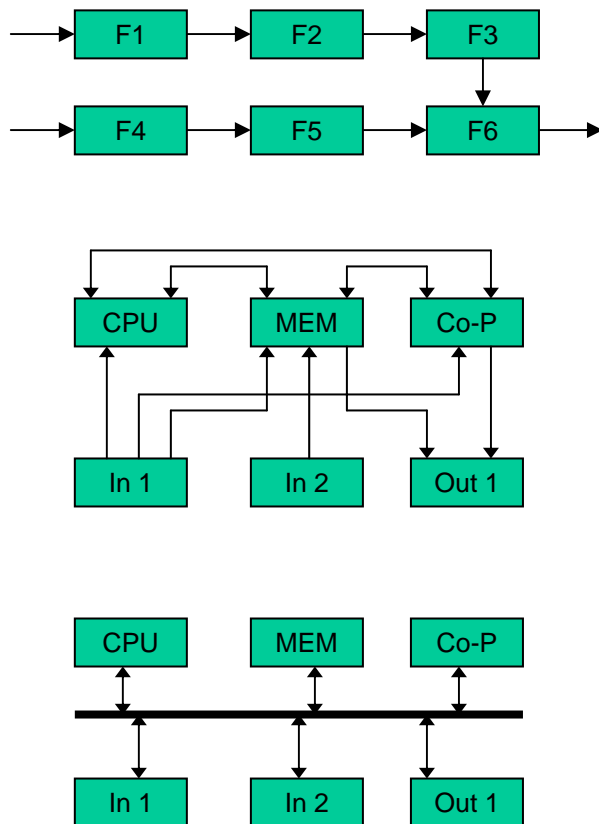 F1 F2 F3
F4 F5 F6
CPU MEM Co-P
In 1 In 2 Out 1
CPU MEM Co-P
In 1 In 2 Out 1